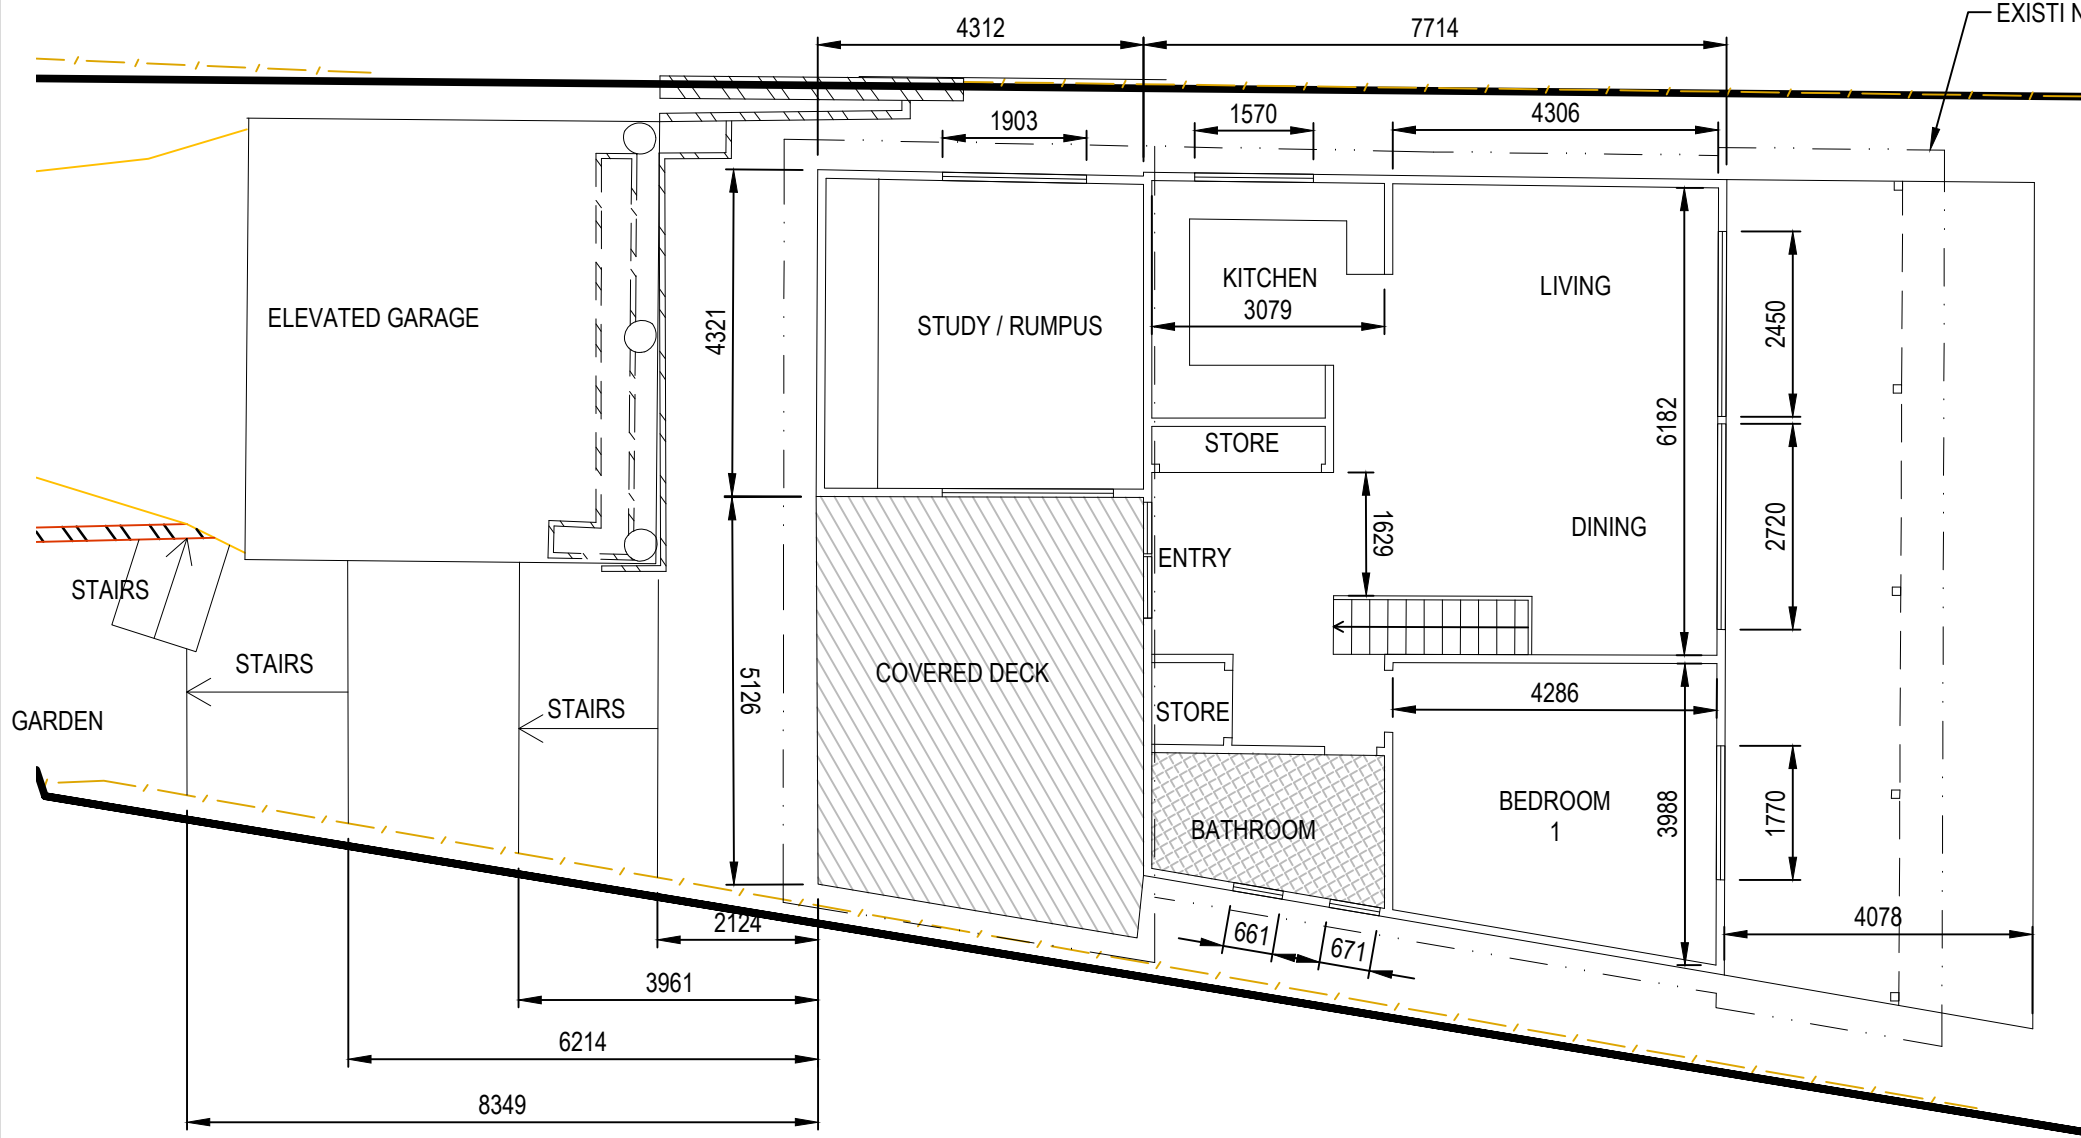 EXISTI N
4312
7714
1903
1570
4306
KITCHEN
3079
LIVING
ELEVATED GARAGE
STUDY / RUMPUS
4321
2450
6182
STORE
1629
DINING
2720
ENTRY
STAIRS
STAIRS
COVERED DECK
5126
STAIRS
STORE
4286
GARDEN
BEDROOM
1
BATHROOM
3988
1770
2124
661
671
4078
3961
6214
8349